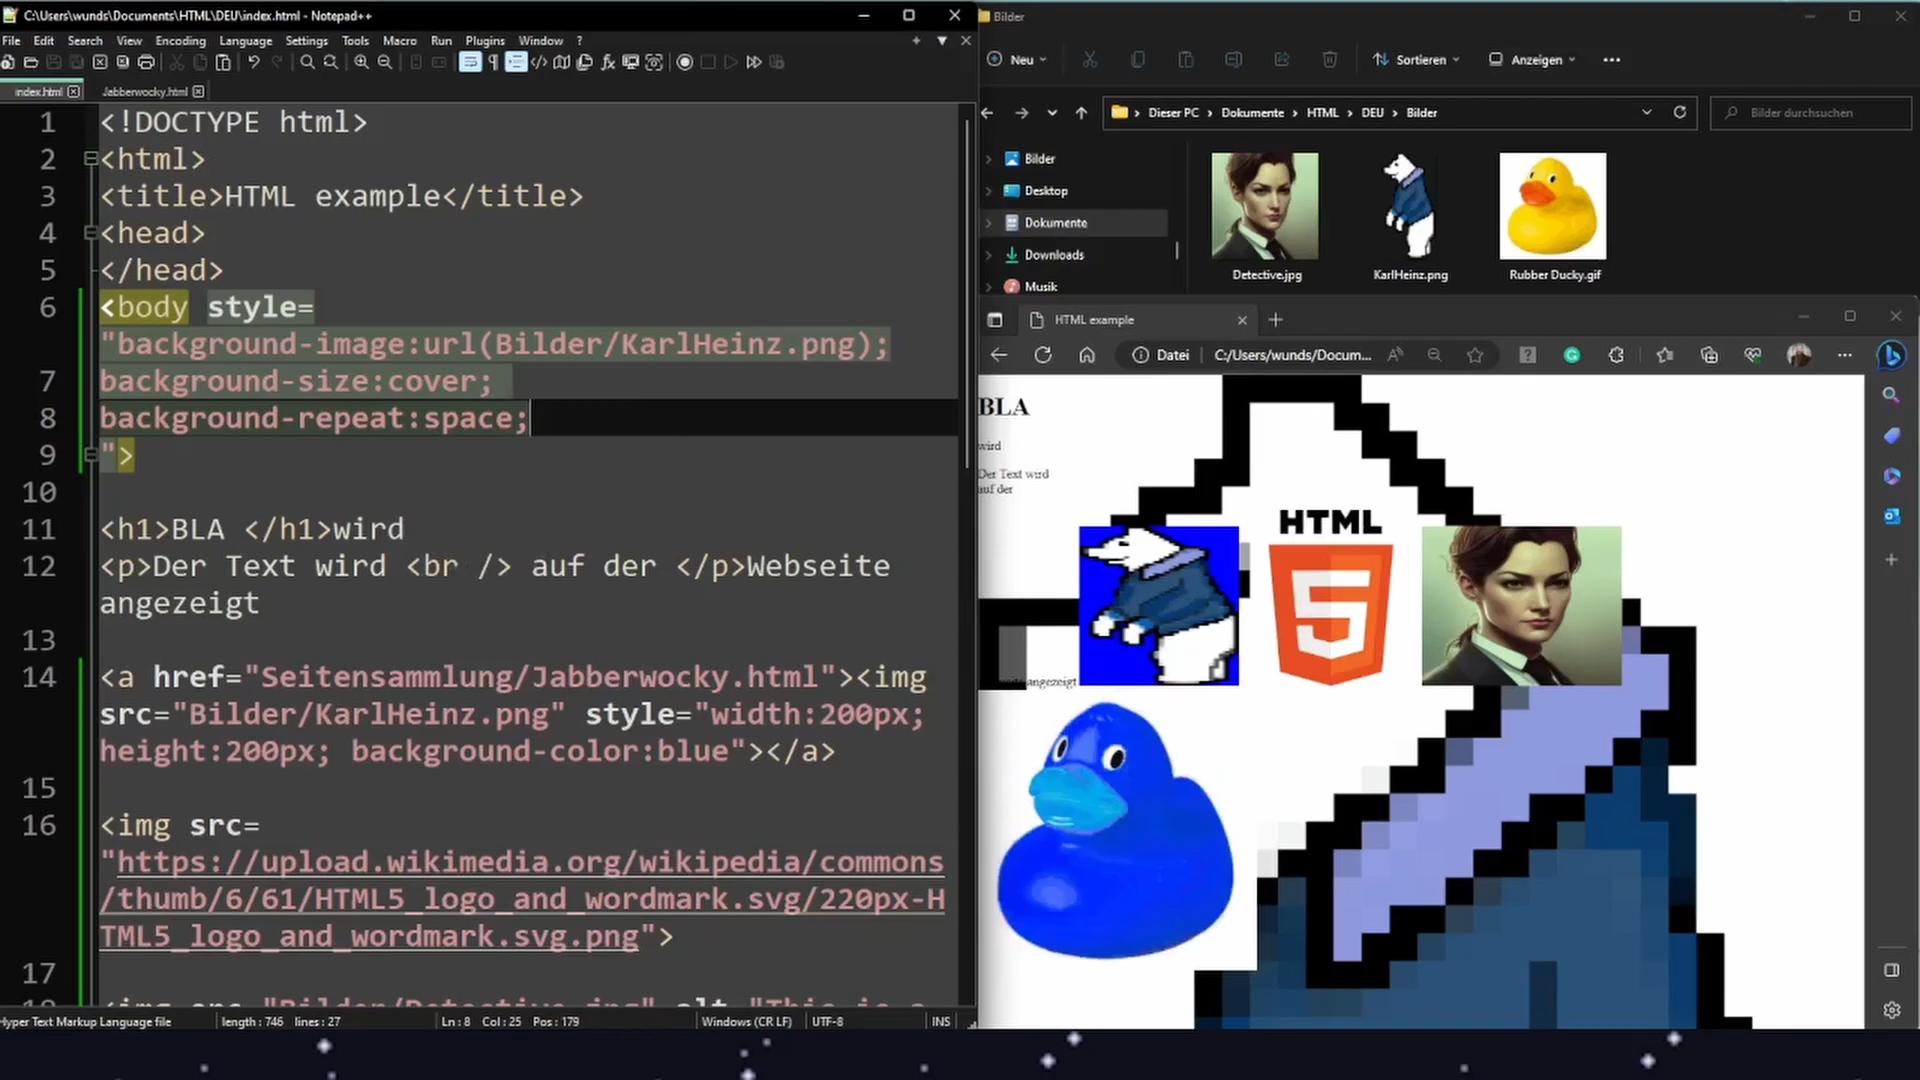 C:\Users\wunds\Documents\HTML\DEU\index.html - Notepad++
File Edit Search View Encoding Language Settings Tools Macro Run Plugins Window ?
index.html Jabberwocky.html
1 <!DOCTYPE html>
2 <html>
3 <title>HTML example</title>
4 <head>
5 </head>
6 <body style=
"background-image:url(Bilder/KarlHeinz.png);
7 background-size:cover;
8 background-repeat:space;
9 ">
10
11 <h1>BLA </h1>wird
12 <p>Der Text wird <br /> auf der </p>Webseite
angezeigt
13
14 <a href="Seitensammlung/Jabberwocky.html"><img
src="Bilder/KarlHeinz.png" style="width:200px;
height:200px; background-color:blue"></a>
15
16 <img src=
"https://upload.wikimedia.org/wikipedia/commons
/thumb/6/61/HTML5_logo_and_wordmark.svg/220px-H
TML5_logo_and_wordmark.svg.png">
17
Hyper Text Markup Language file length : 746 lines : 27 Ln : 8 Col : 25 Pos : 179 Windows (CR LF) UTF-8 INS
Bilder
Neu Sortieren Anzeigen
Dieser PC Dokumente HTML DEU Bilder Bilder durchsuchen
Bilder
Desktop
Dokumente
Downloads
Musik
Detective.jpg KarlHeinz.png Rubber Ducky.gif
HTML example
Datei C:/Users/wunds/Docum...
BLA
wird
Der Text wird
auf der
HTML
5
angezeigt